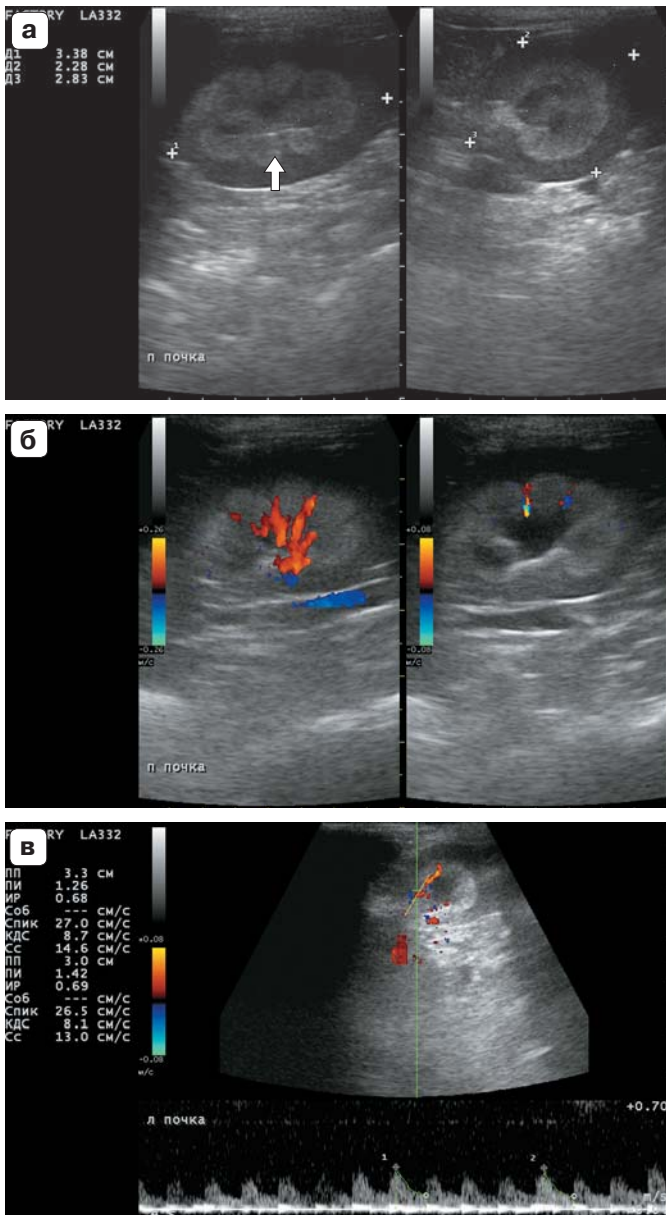 а
FACTORY LA332
Д1 3.38 СМ
Д2 2.28 СМ
Д3 2.83 СМ
1
2
3
п почка
б
FACTORY LA332
+0.26
-0.26
м/с
+0.08
-0.08
м/с
п почка
в
FACTORY LA332
ПП 3.3 СМ
ПИ 1.26
ИР 0.68
Соб --- СМ/С
Спик 27.0 СМ/С
КДС 8.7 СМ/С
Сс 14.6 СМ/С
ПП 3.0 СМ
ПИ 1.42
ИР 0.69
Соб --- СМ/С
Спик 26.5 СМ/С
КДС 8.1 СМ/С
Сс 13.0 СМ/С
+0.08
-0.08
м/с
+0.70
л почка
1
2
m/s